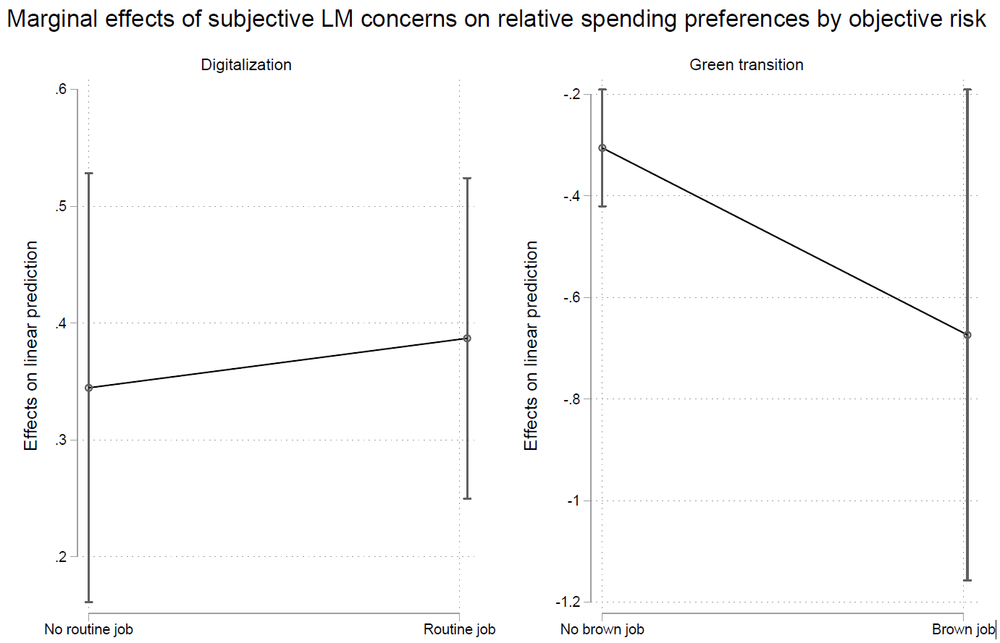 Marginal effects of subjective LM concerns on relative spending preferences by objective risk
Digitalization
Effects on linear prediction
.6
.5
.4
.3
.2
No routine job
Routine job
Green transition
Effects on linear prediction
-.2
-.4
-.6
-.8
-1
-1.2
No brown job
Brown job